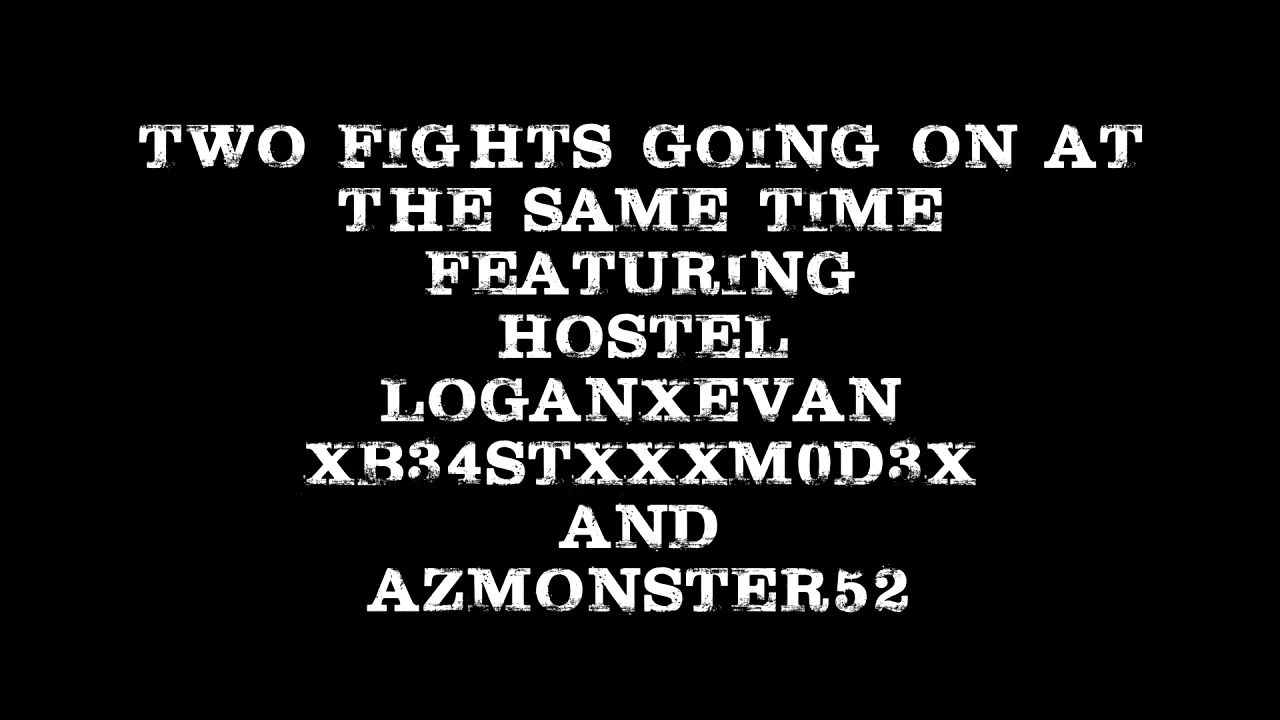 TWO FIGHTS GOING ON AT
THE SAME TIME
FEATURING
HOSTEL
LOGANXEVAN
XB34STXXXM0D3X
AND
AZMONSTER52